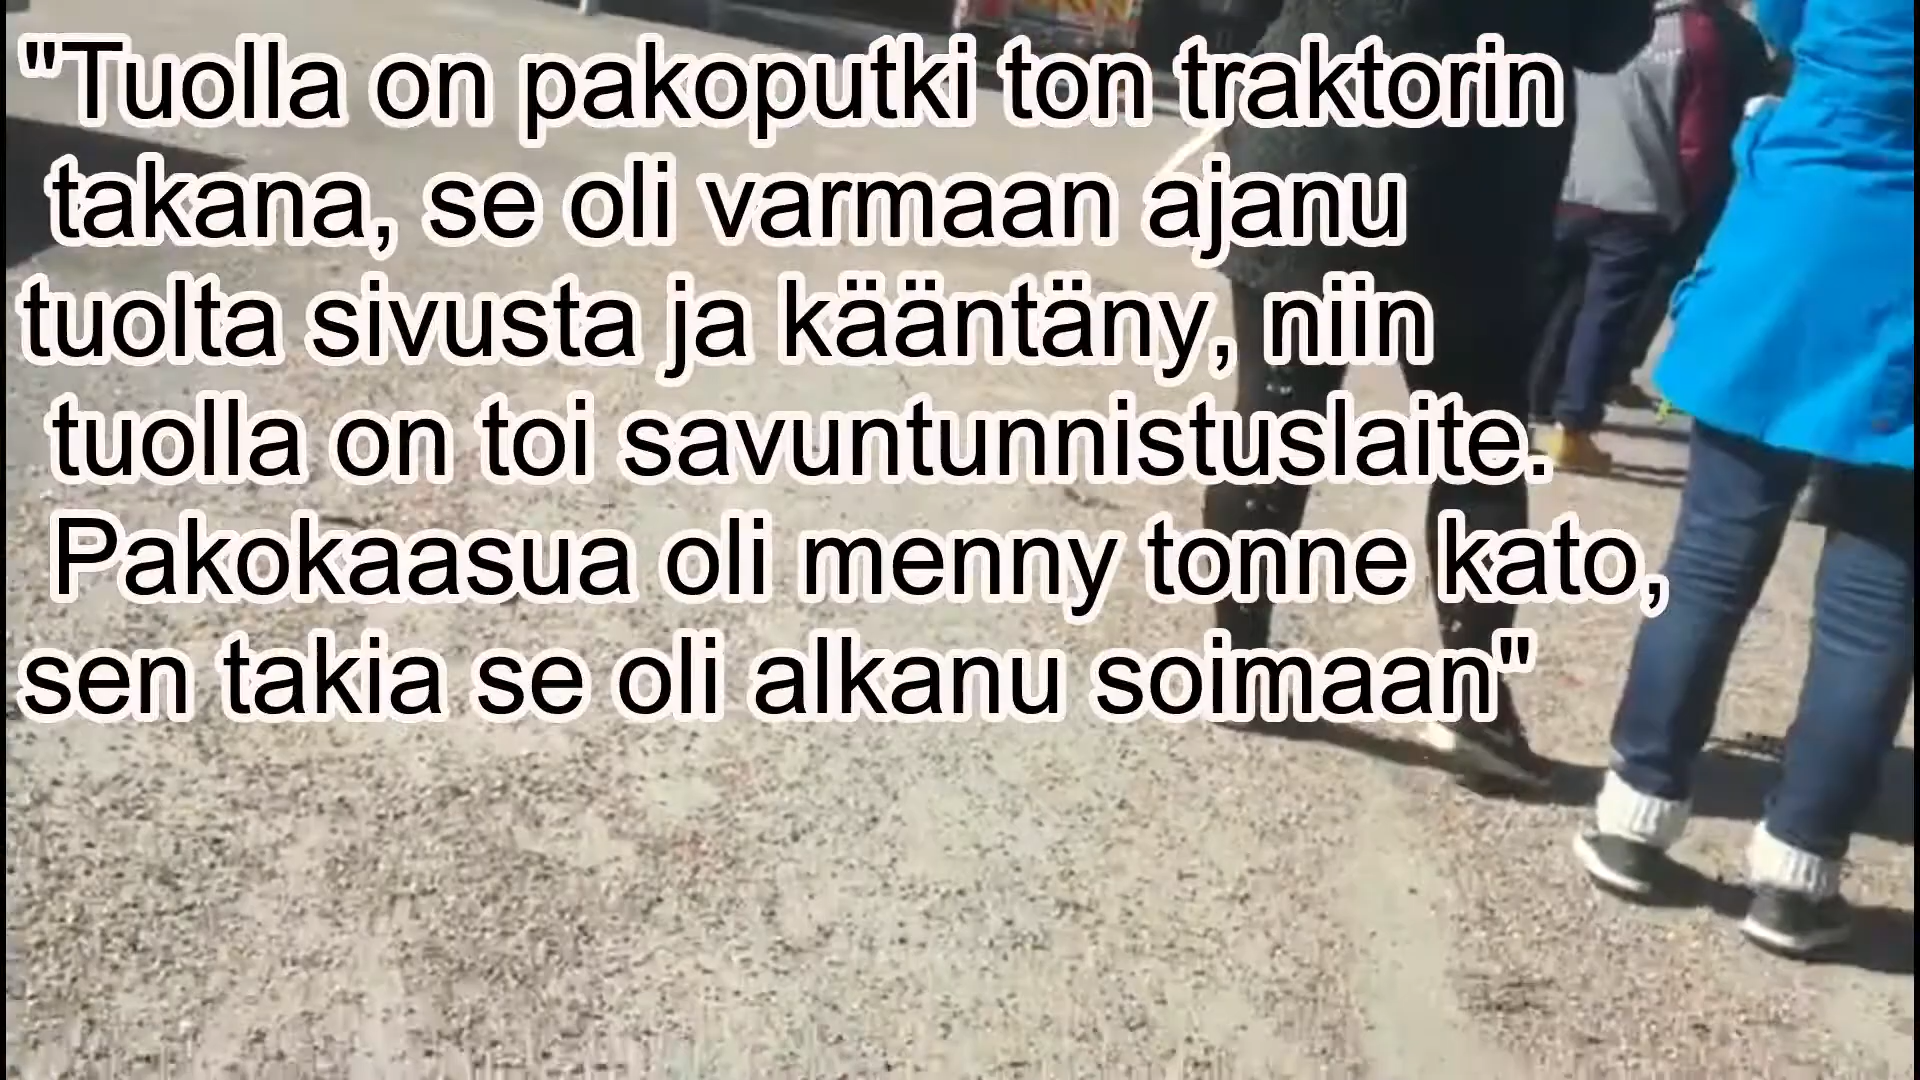 "Tuolla on pakoputki ton traktorin
takana, se oli varmaan ajanu
tuolta sivusta ja kääntäny, niin
tuolla on toi savuntunnistuslaite.
Pakokaasua oli menny tonne kato,
sen takia se oli alkanu soimaan"